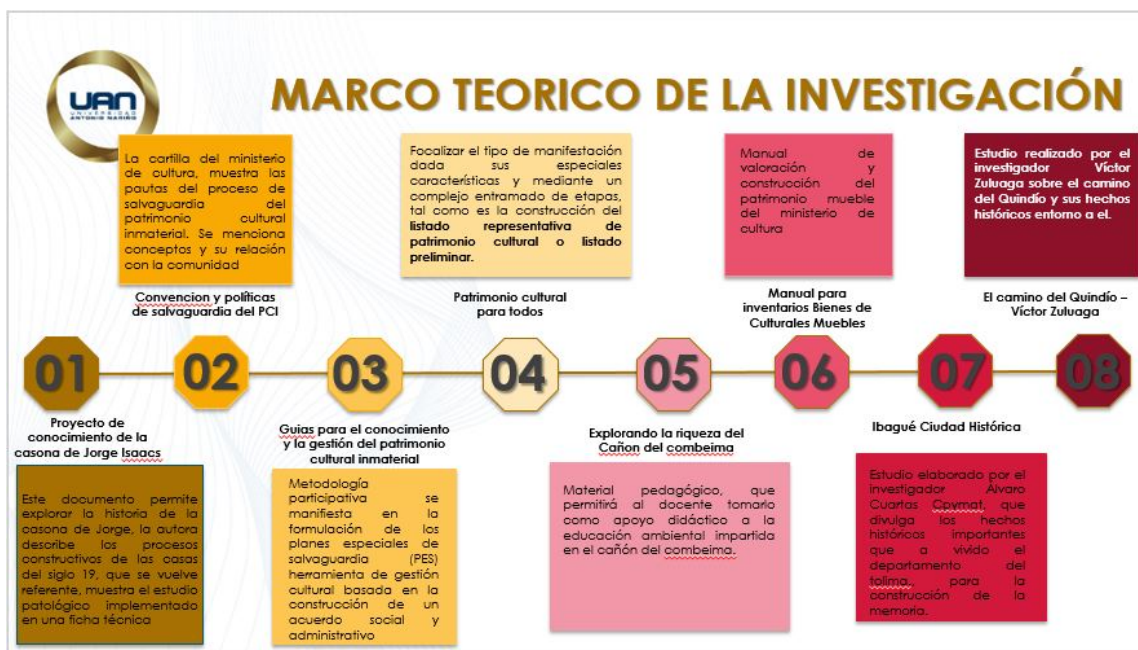 UAN
UNIVERSIDAD
ANTONIO NARIÑO
MARCO TEORICO DE LA INVESTIGACIÓN
La cartilla del ministerio
de cultura, muestra las
pautas del proceso de
salvaguardia del
patrimonio cultural
inmaterial. Se menciona
conceptos y su relación
con la comunidad
Convencion y políticas
de salvaguardia del PCI
Focalizar el tipo de manifestación
dada sus especiales
características y mediante un
complejo entramado de etapas,
tal como es la construcción del
listado representativa de
patrimonio cultural o listado
preliminar.
Patrimonio cultural
para todos
Manual de
valoración y
construcción del
patrimonio mueble
del ministerio de
cultura
Manual para
inventarios Bienes de
Culturales Muebles
Estudio realizado por el
investigador Víctor
Zuluaga sobre el camino
del Quindío y sus hechos
históricos entorno a el.
El camino del Quindío –
Víctor Zuluaga
01
02
03
04
05
06
07
08
Proyecto de
conocimiento de la
casona de Jorge Isaacs
Este documento permite
explorar la historia de la
casona de Jorge, la autora
describe los procesos
constructivos de las casas
del siglo 19, que se vuelve
referente, muestra el estudio
patológico implementado
en una ficha técnica
Guias para el conocimiento
y la gestión del patrimonio
cultural inmaterial
Metodología
participativa se
manifiesta en la
formulación de los
planes especiales de
salvaguardia (PES)
herramienta de gestión
cultural basada en la
construcción de un
acuerdo social y
administrativo
Explorando la riqueza del
Cañon del combeima
Material pedagógico, que
permitirá al docente tomarlo
como apoyo didáctico a la
educación ambiental impartida
en el cañón del combeima.
Ibagué Ciudad Histórica
Estudio elaborado por el
investigador Alvaro
Cuartas Coymat, que
divulga los hechos
históricos importantes
que a vivido el
departamento del
tolima., para la
construcción de la
memoria.